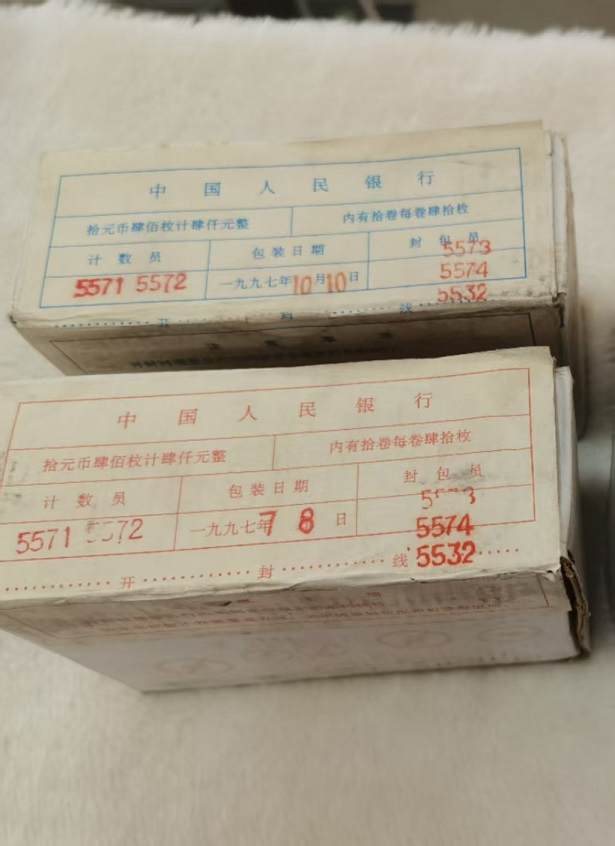 中国人民银行
拾元币肆佰枚计肆仟元整 内有拾卷每卷肆拾枚
计数员 包装日期 封包员
5573
5571 5572 一九九七年10月10日 5574
5532
开 封 线
中国人民银行
拾元币肆佰枚计肆仟元整 内有拾卷每卷肆拾枚
计数员 包装日期 封包员
5571 一九九七年7 8日 5574
开 封 线 5532